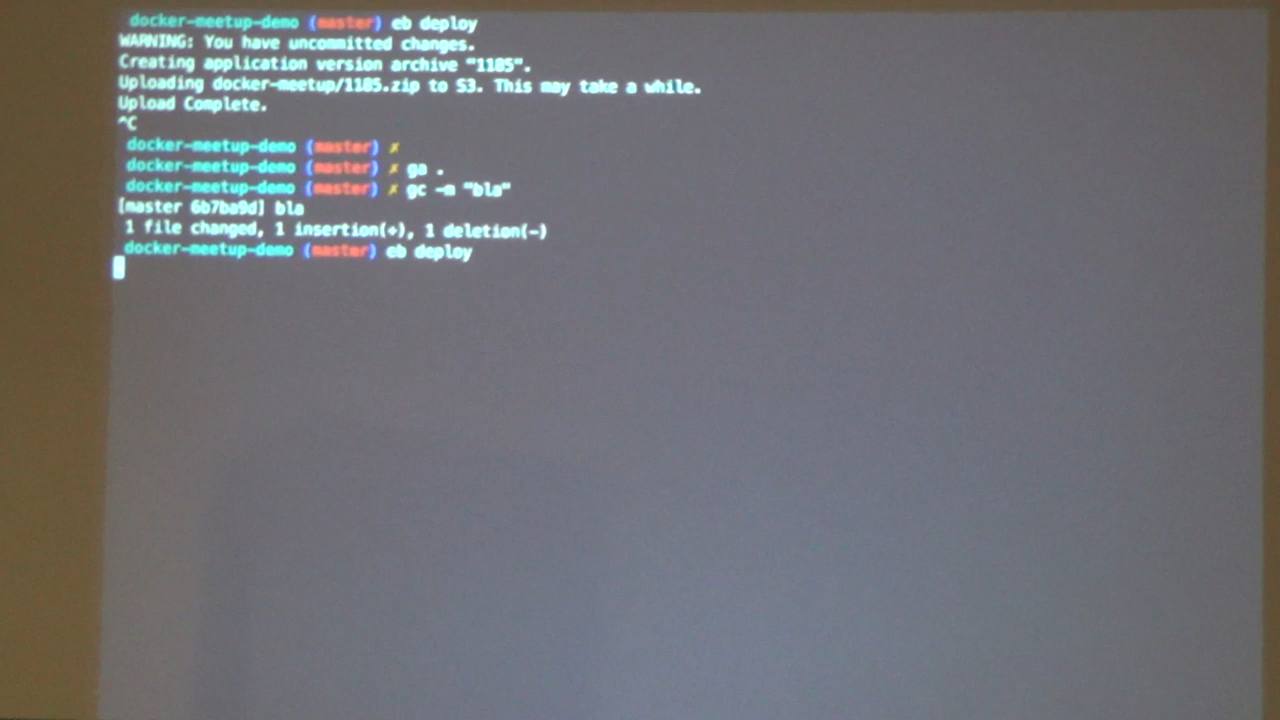 docker-meetup-demo (master) eb deploy
WARNING: You have uncommitted changes.
Creating application version archive "1185".
Uploading docker-meetup/1185.zip to S3. This may take a while.
Upload Complete.
^C
docker-meetup-demo (master) ✗
docker-meetup-demo (master) ✗ ga .
docker-meetup-demo (master) ✗ gc -m "bla"
[master 6b7ba9d] bla
1 file changed, 1 insertion(+), 1 deletion(-)
docker-meetup-demo (master) eb deploy